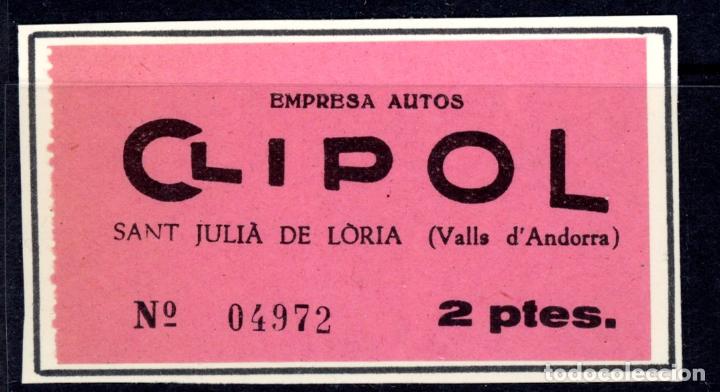 EMPRESA AUTOS
CLIPOL
SANT JULIÀ DE LÒRIA (Valls d'Andorra)
Nº 04972 2 ptes.
todocoleccion